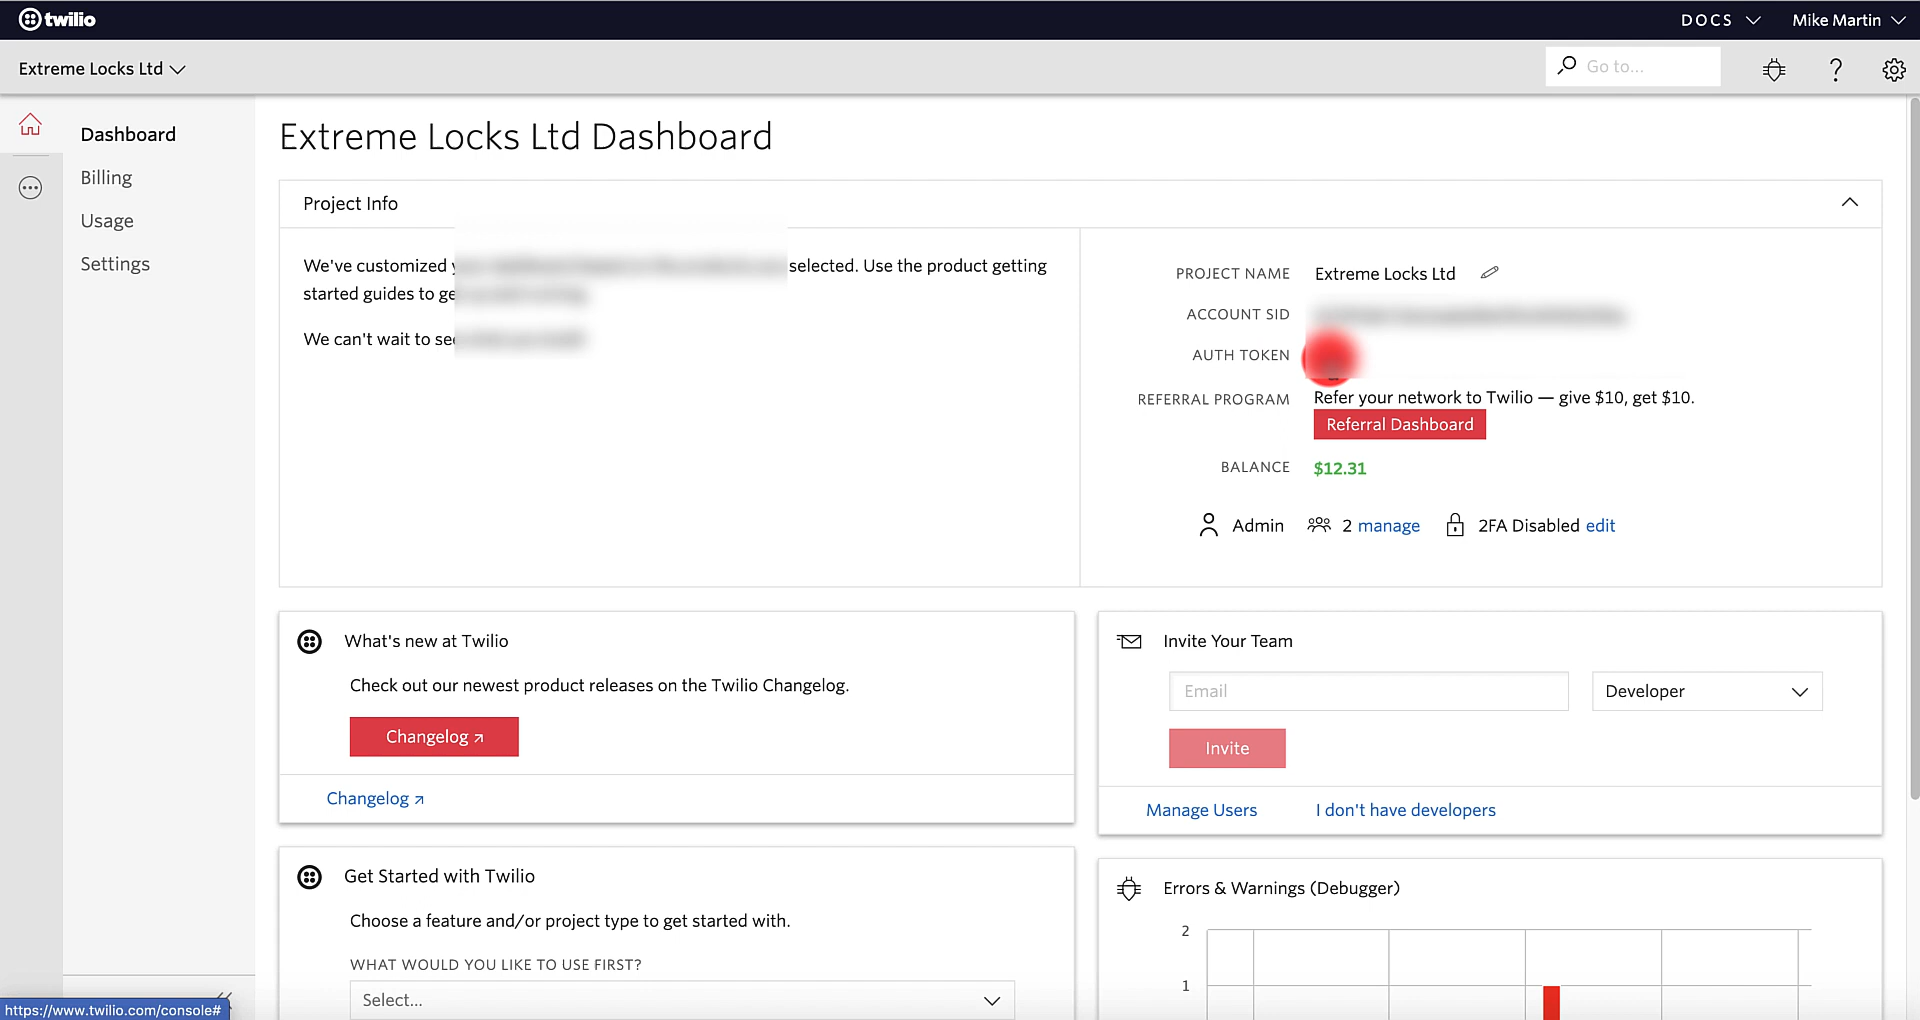 twilio
DOCS
Mike Martin
Extreme Locks Ltd
Go to...
Dashboard
Billing
Usage
Settings
Extreme Locks Ltd Dashboard
Project Info
We've customized
selected. Use the product getting
started guides to
We can't wait to
PROJECT NAME
Extreme Locks Ltd
ACCOUNT SID
AUTH TOKEN
REFERRAL PROGRAM
Refer your network to Twilio — give $10, get $10.
Referral Dashboard
BALANCE
$12.31
Admin
2 manage
2FA Disabled edit
What's new at Twilio
Check out our newest product releases on the Twilio Changelog.
Changelog
Changelog
Invite Your Team
Email
Developer
Invite
Manage Users
I don't have developers
Get Started with Twilio
Choose a feature and/or project type to get started with.
WHAT WOULD YOU LIKE TO USE FIRST?
Select...
Errors & Warnings (Debugger)
2
1
https://www.twilio.com/console#